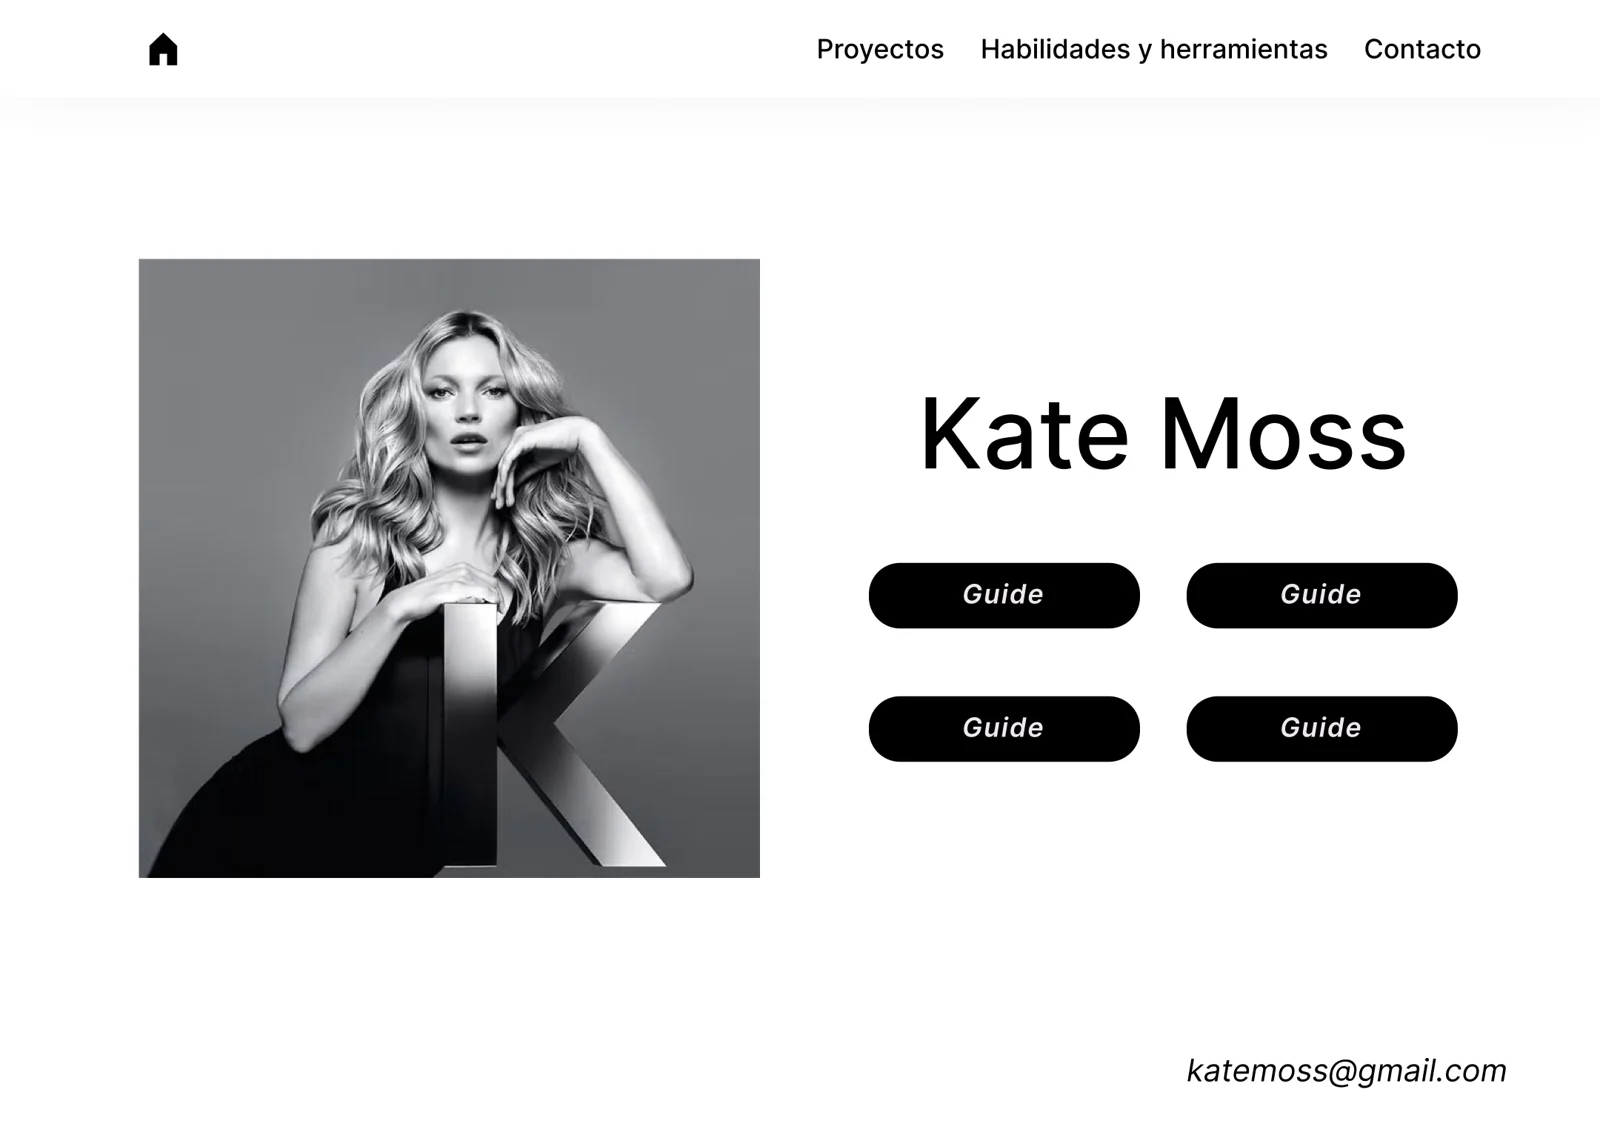 Proyectos Habilidades y herramientas Contacto
K
Kate Moss
Guide Guide
Guide Guide
katemoss@gmail.com